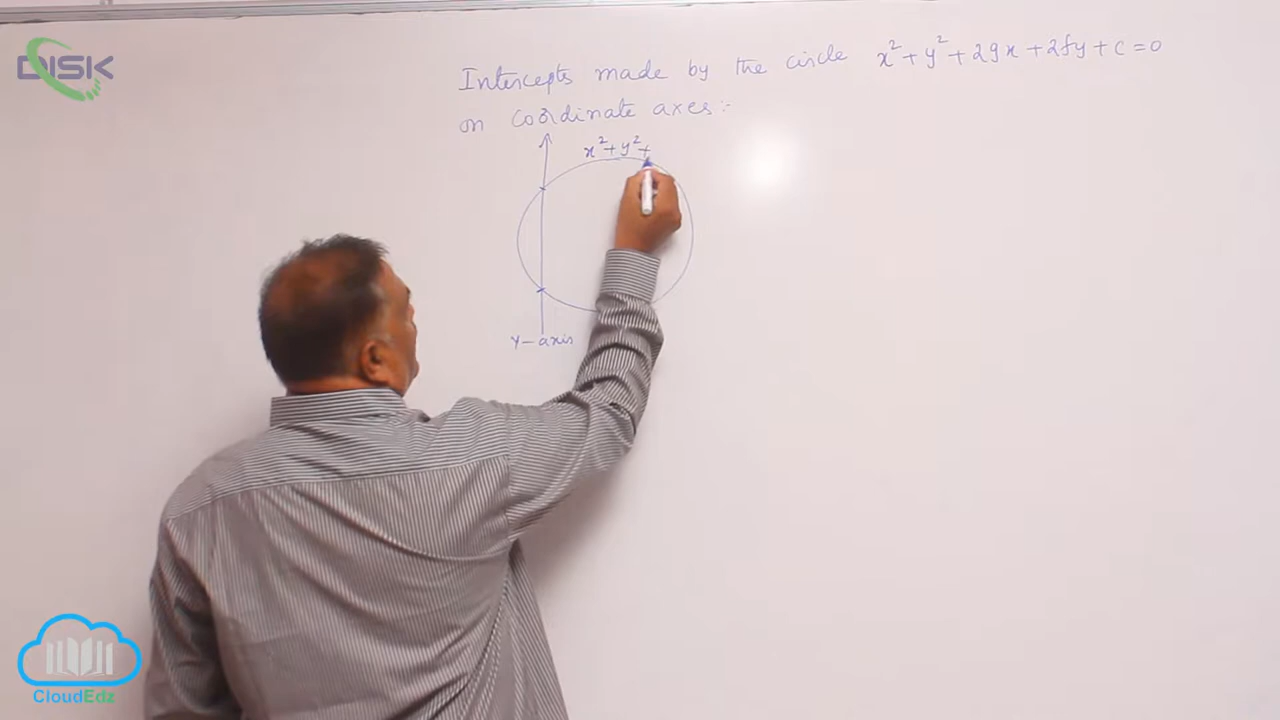 DISK
Intercepts made by the circle x²+y²+2gx+2fy+c=0
on coordinate axes:-
x²+y²+
Y-axis
CloudEdz